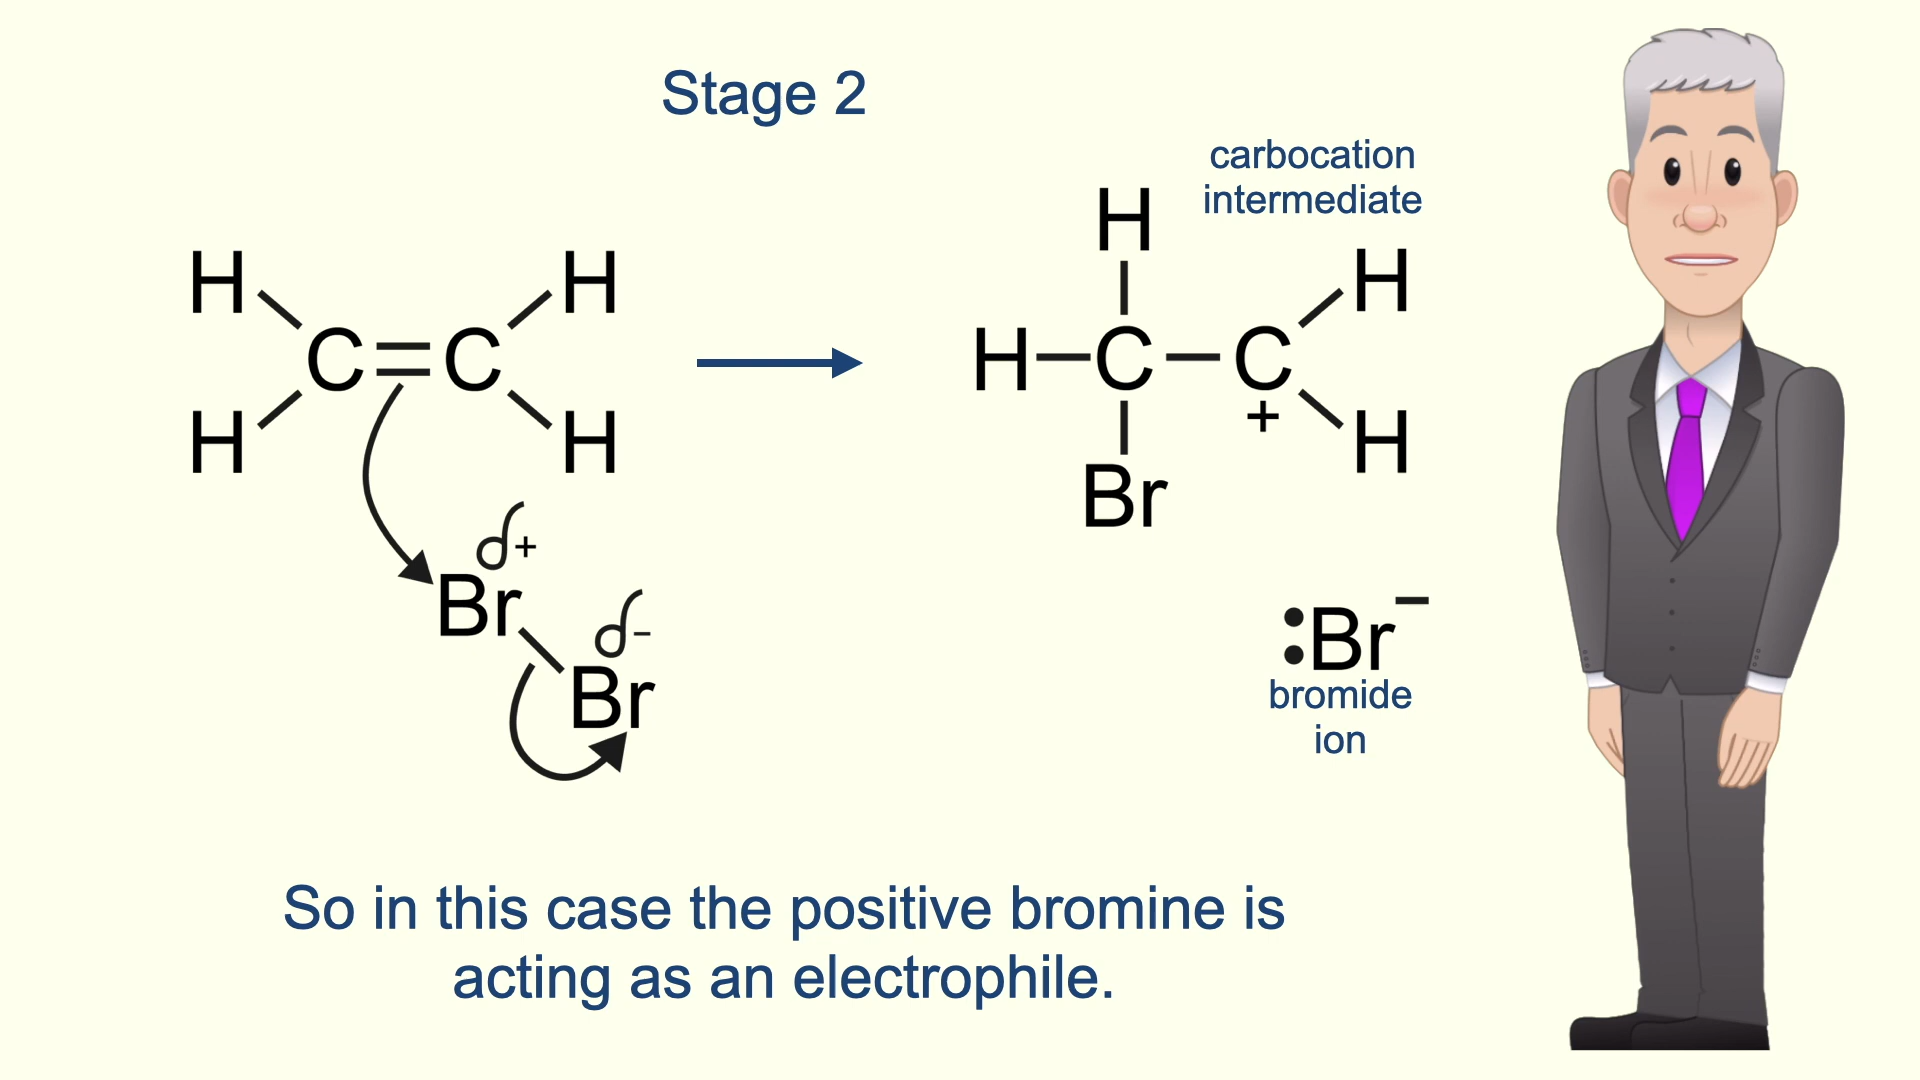 Stage 2
carbocation
intermediate
H
H H H
C=C H—C—C
+
H H H
Br
δ+
Br
δ-
Br
:Br⁻
bromide
ion
So in this case the positive bromine is
acting as an electrophile.